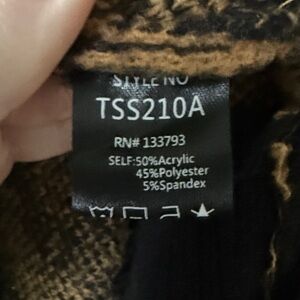 STYLE NO
TSS210A
RN# 133793
SELF:50%Acrylic
45%Polyester
5%Spandex